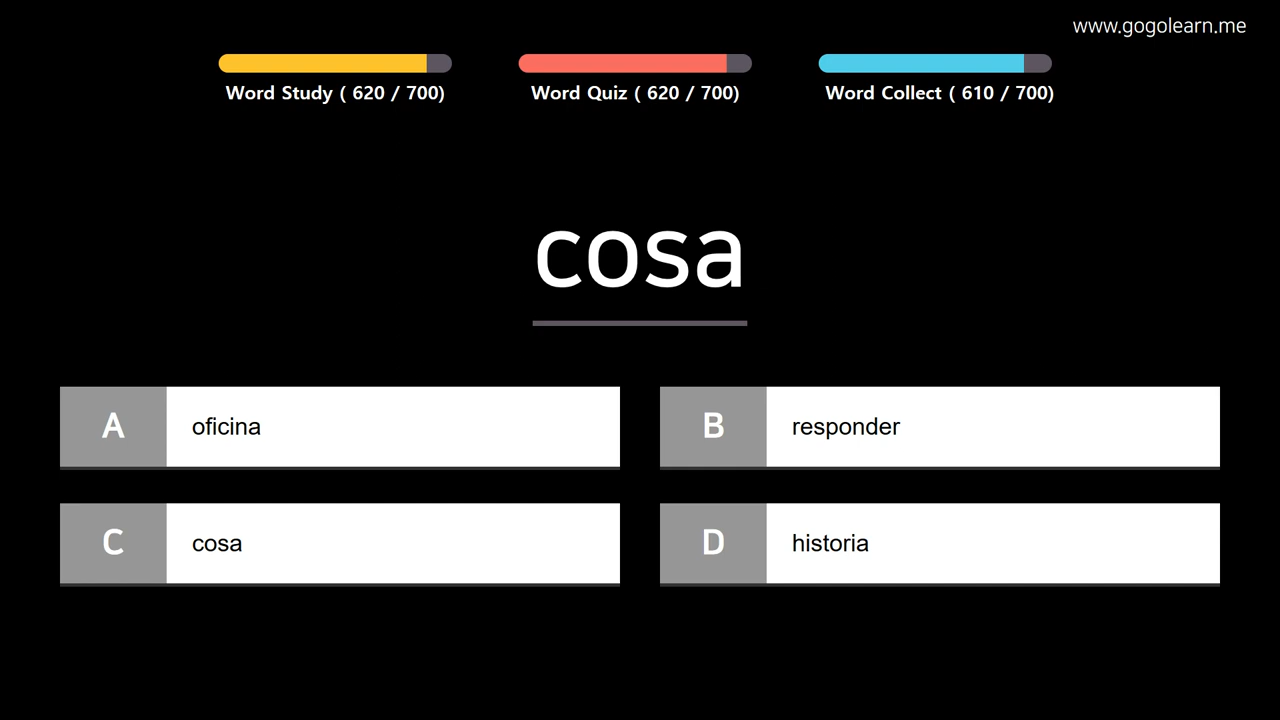 www.gogolearn.me
Word Study ( 620 / 700)
Word Quiz ( 620 / 700)
Word Collect ( 610 / 700)
cosa
A oficina
B responder
C cosa
D historia